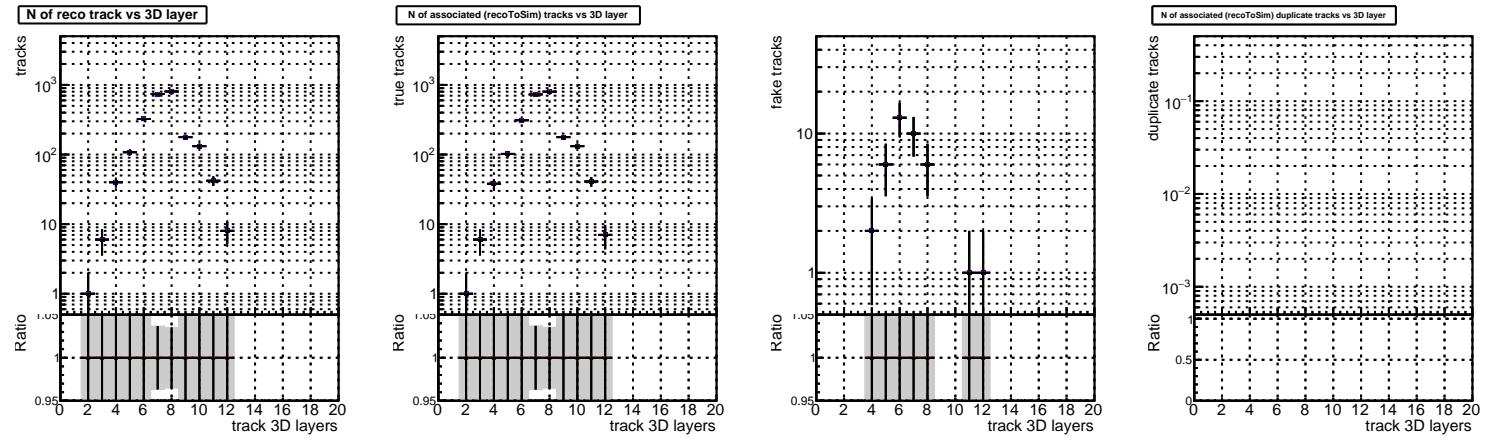 N of reco track vs 3D layer
tracks
10³
10²
10
1
Ratio
1.05
1
0.95
0 2 4 6 8 10 12 14 16 18 20
track 3D layers
N of associated (recoToSim) tracks vs 3D layer
true tracks
10³
10²
10
1
Ratio
1.05
1
0.95
0 2 4 6 8 10 12 14 16 18 20
track 3D layers
fake tracks
10
1
Ratio
1.05
1
0.95
0 2 4 6 8 10 12 14 16 18 20
track 3D layers
N of associated (recoToSim) duplicate tracks vs 3D layer
duplicate tracks
10⁻¹
10⁻²
10⁻³
Ratio
1
0.5
0
0 2 4 6 8 10 12 14 16 18 20
track 3D layers